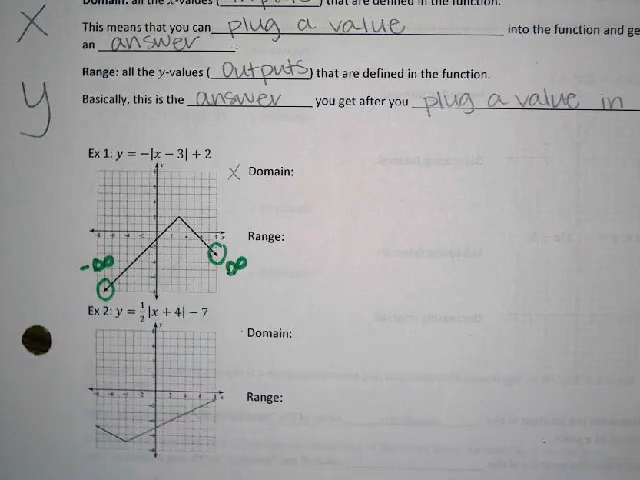 Domain: all the x-values ( inputs ) that are defined in the function.
X
This means that you can plug a value into the function and ge
an answer .
Range: all the y-values ( Outputs ) that are defined in the function.
y
Basically, this is the answer you get after you plug a value in
Ex 1: y = −|x − 3| + 2
X Domain:
Range:
-∞
∞
Ex 2: y = 1/2 |x + 4| − 7
Domain:
Range: